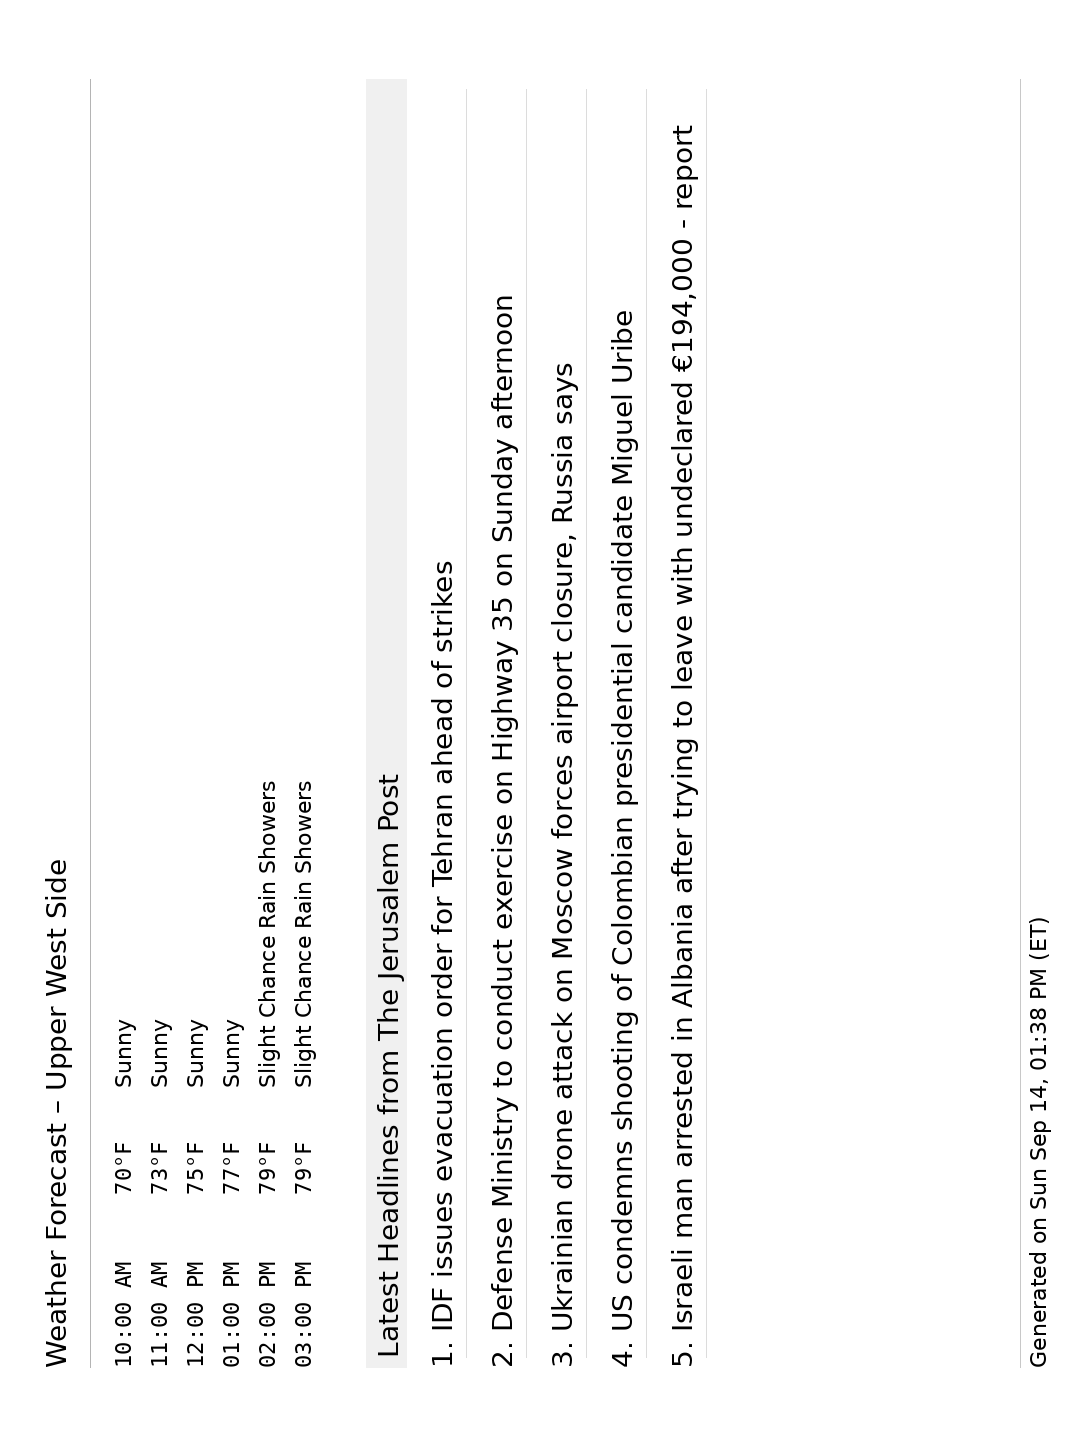 Weather Forecast – Upper West Side
10:00 AM 70°F Sunny
11:00 AM 73°F Sunny
12:00 PM 75°F Sunny
01:00 PM 77°F Sunny
02:00 PM 79°F Slight Chance Rain Showers
03:00 PM 79°F Slight Chance Rain Showers
Latest Headlines from The Jerusalem Post
1. IDF issues evacuation order for Tehran ahead of strikes
2. Defense Ministry to conduct exercise on Highway 35 on Sunday afternoon
3. Ukrainian drone attack on Moscow forces airport closure, Russia says
4. US condemns shooting of Colombian presidential candidate Miguel Uribe
5. Israeli man arrested in Albania after trying to leave with undeclared €194,000 - report
Generated on Sun Sep 14, 01:38 PM (ET)